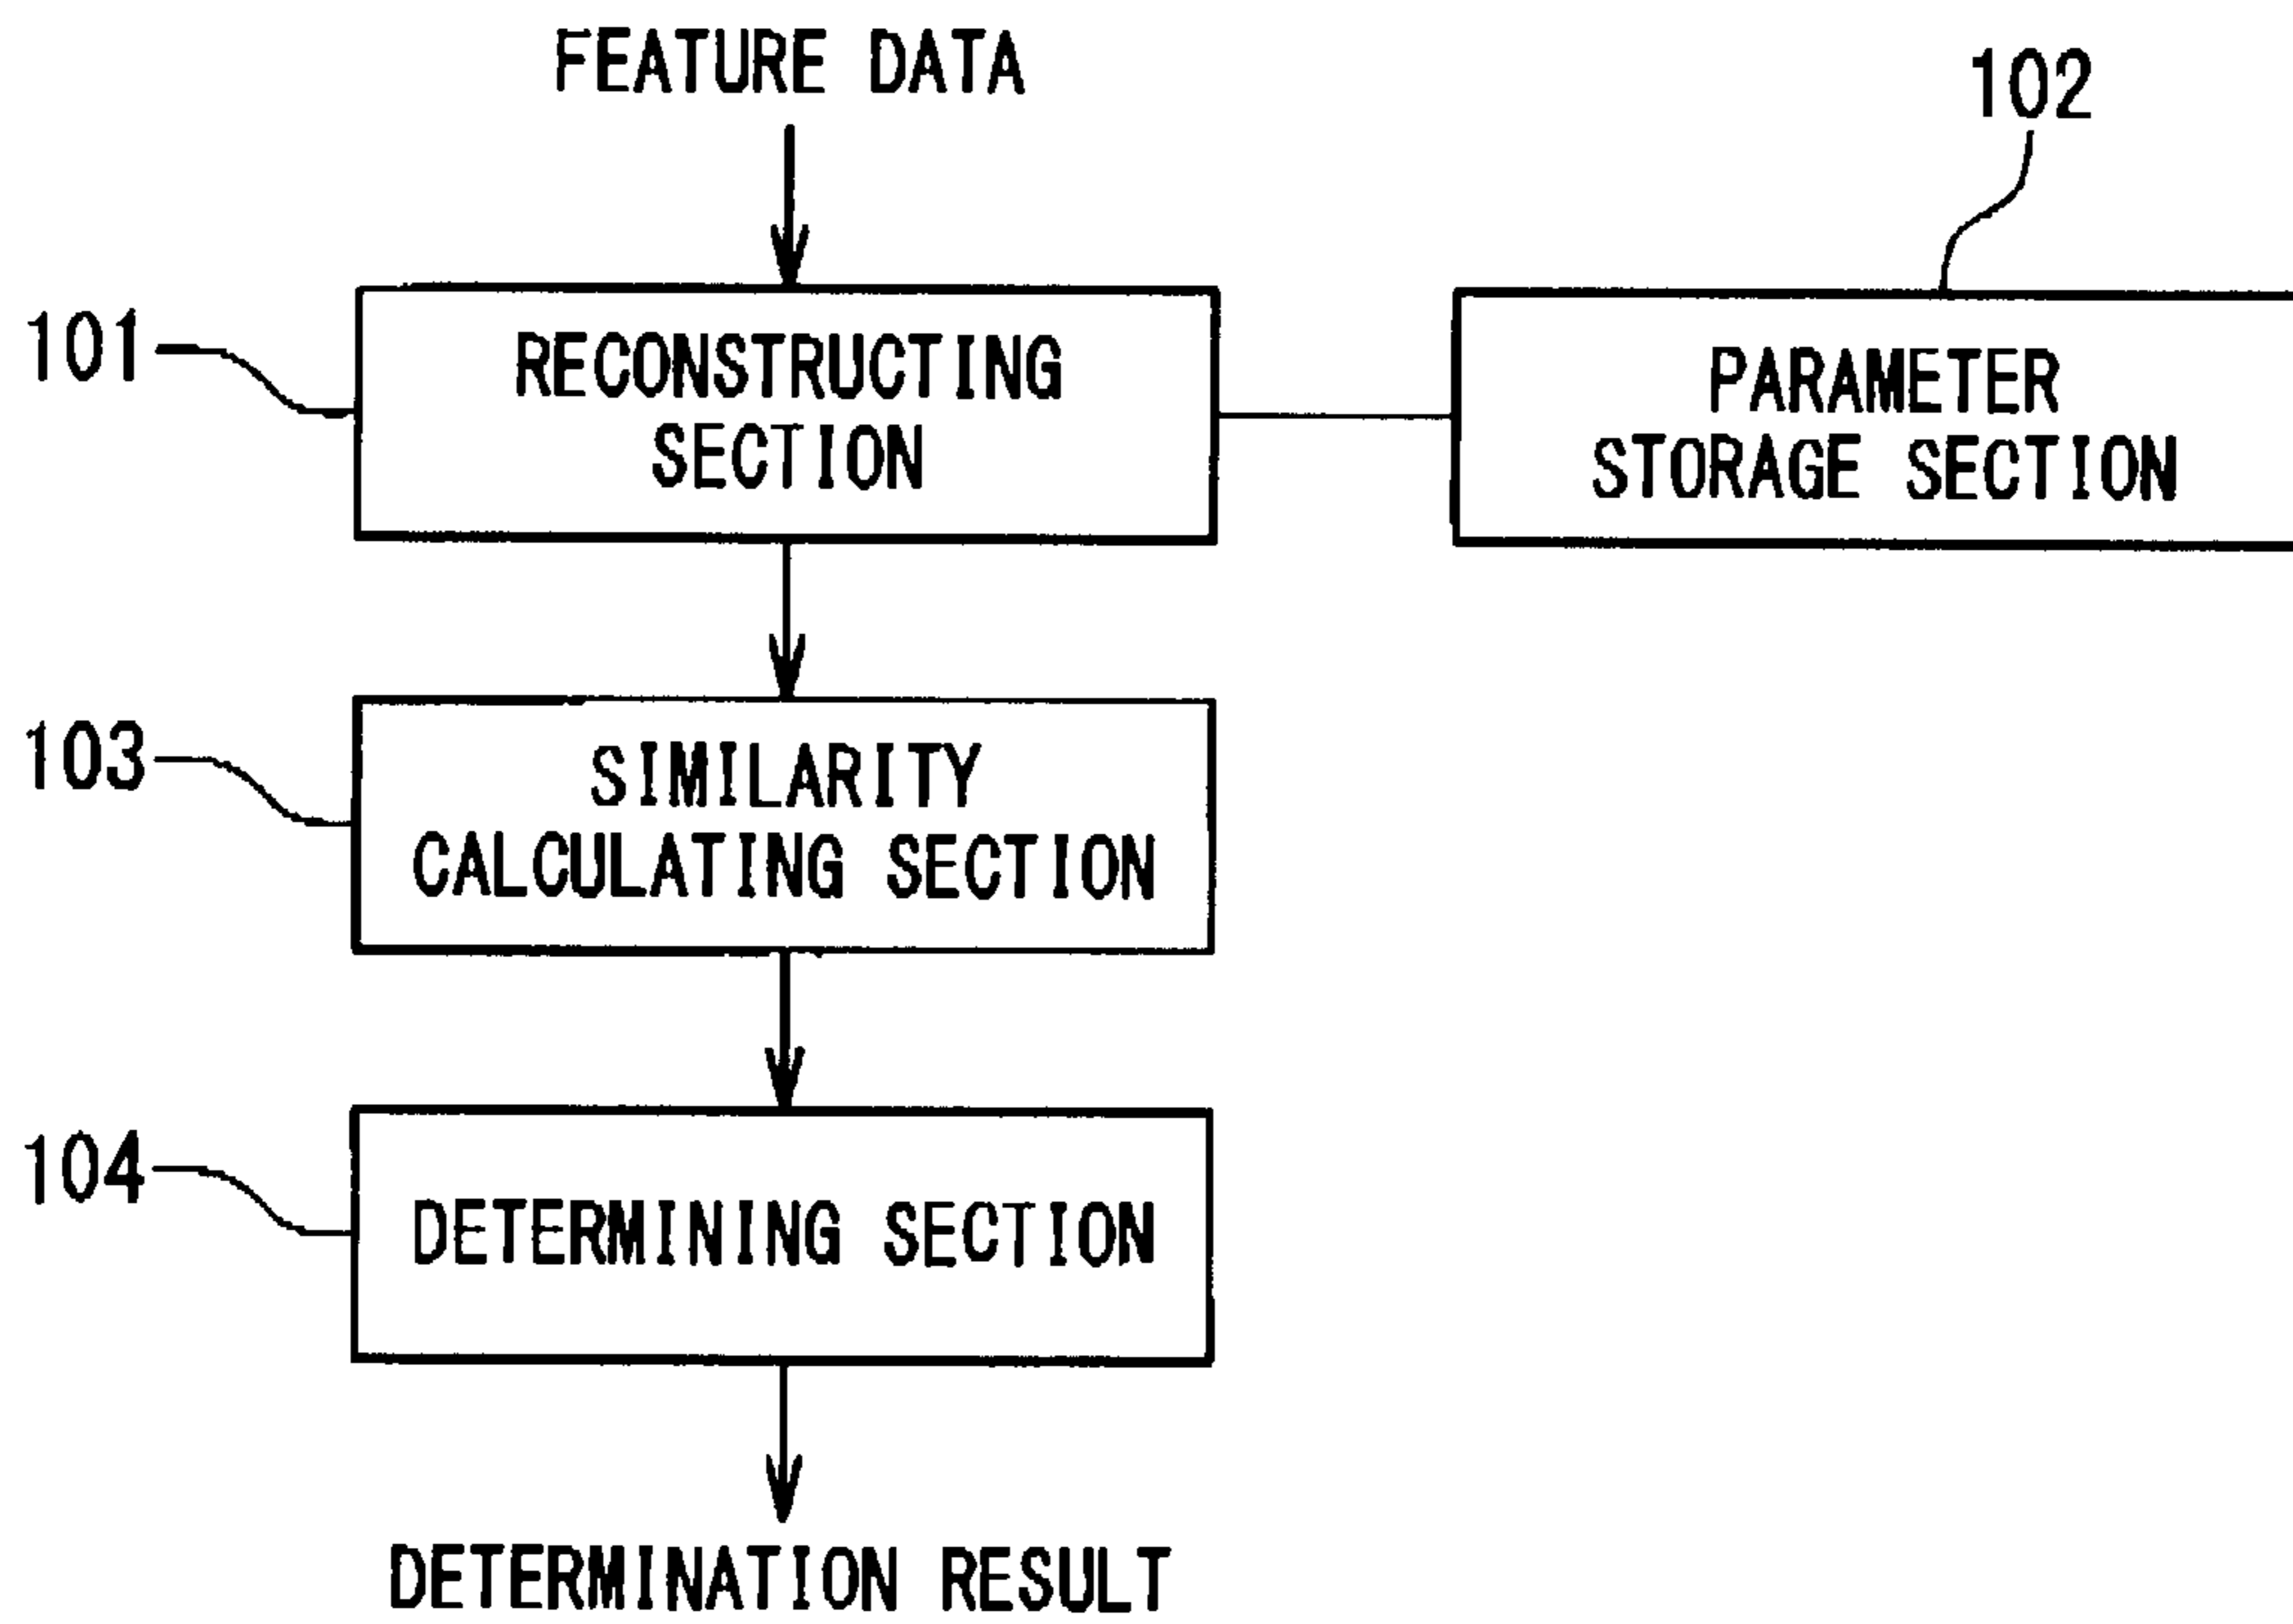 FEATURE DATA
102
101
RECONSTRUCTING
SECTION
PARAMETER
STORAGE SECTION
103
SIMILARITY
CALCULATING SECTION
104
DETERMINING SECTION
DETERMINATION RESULT